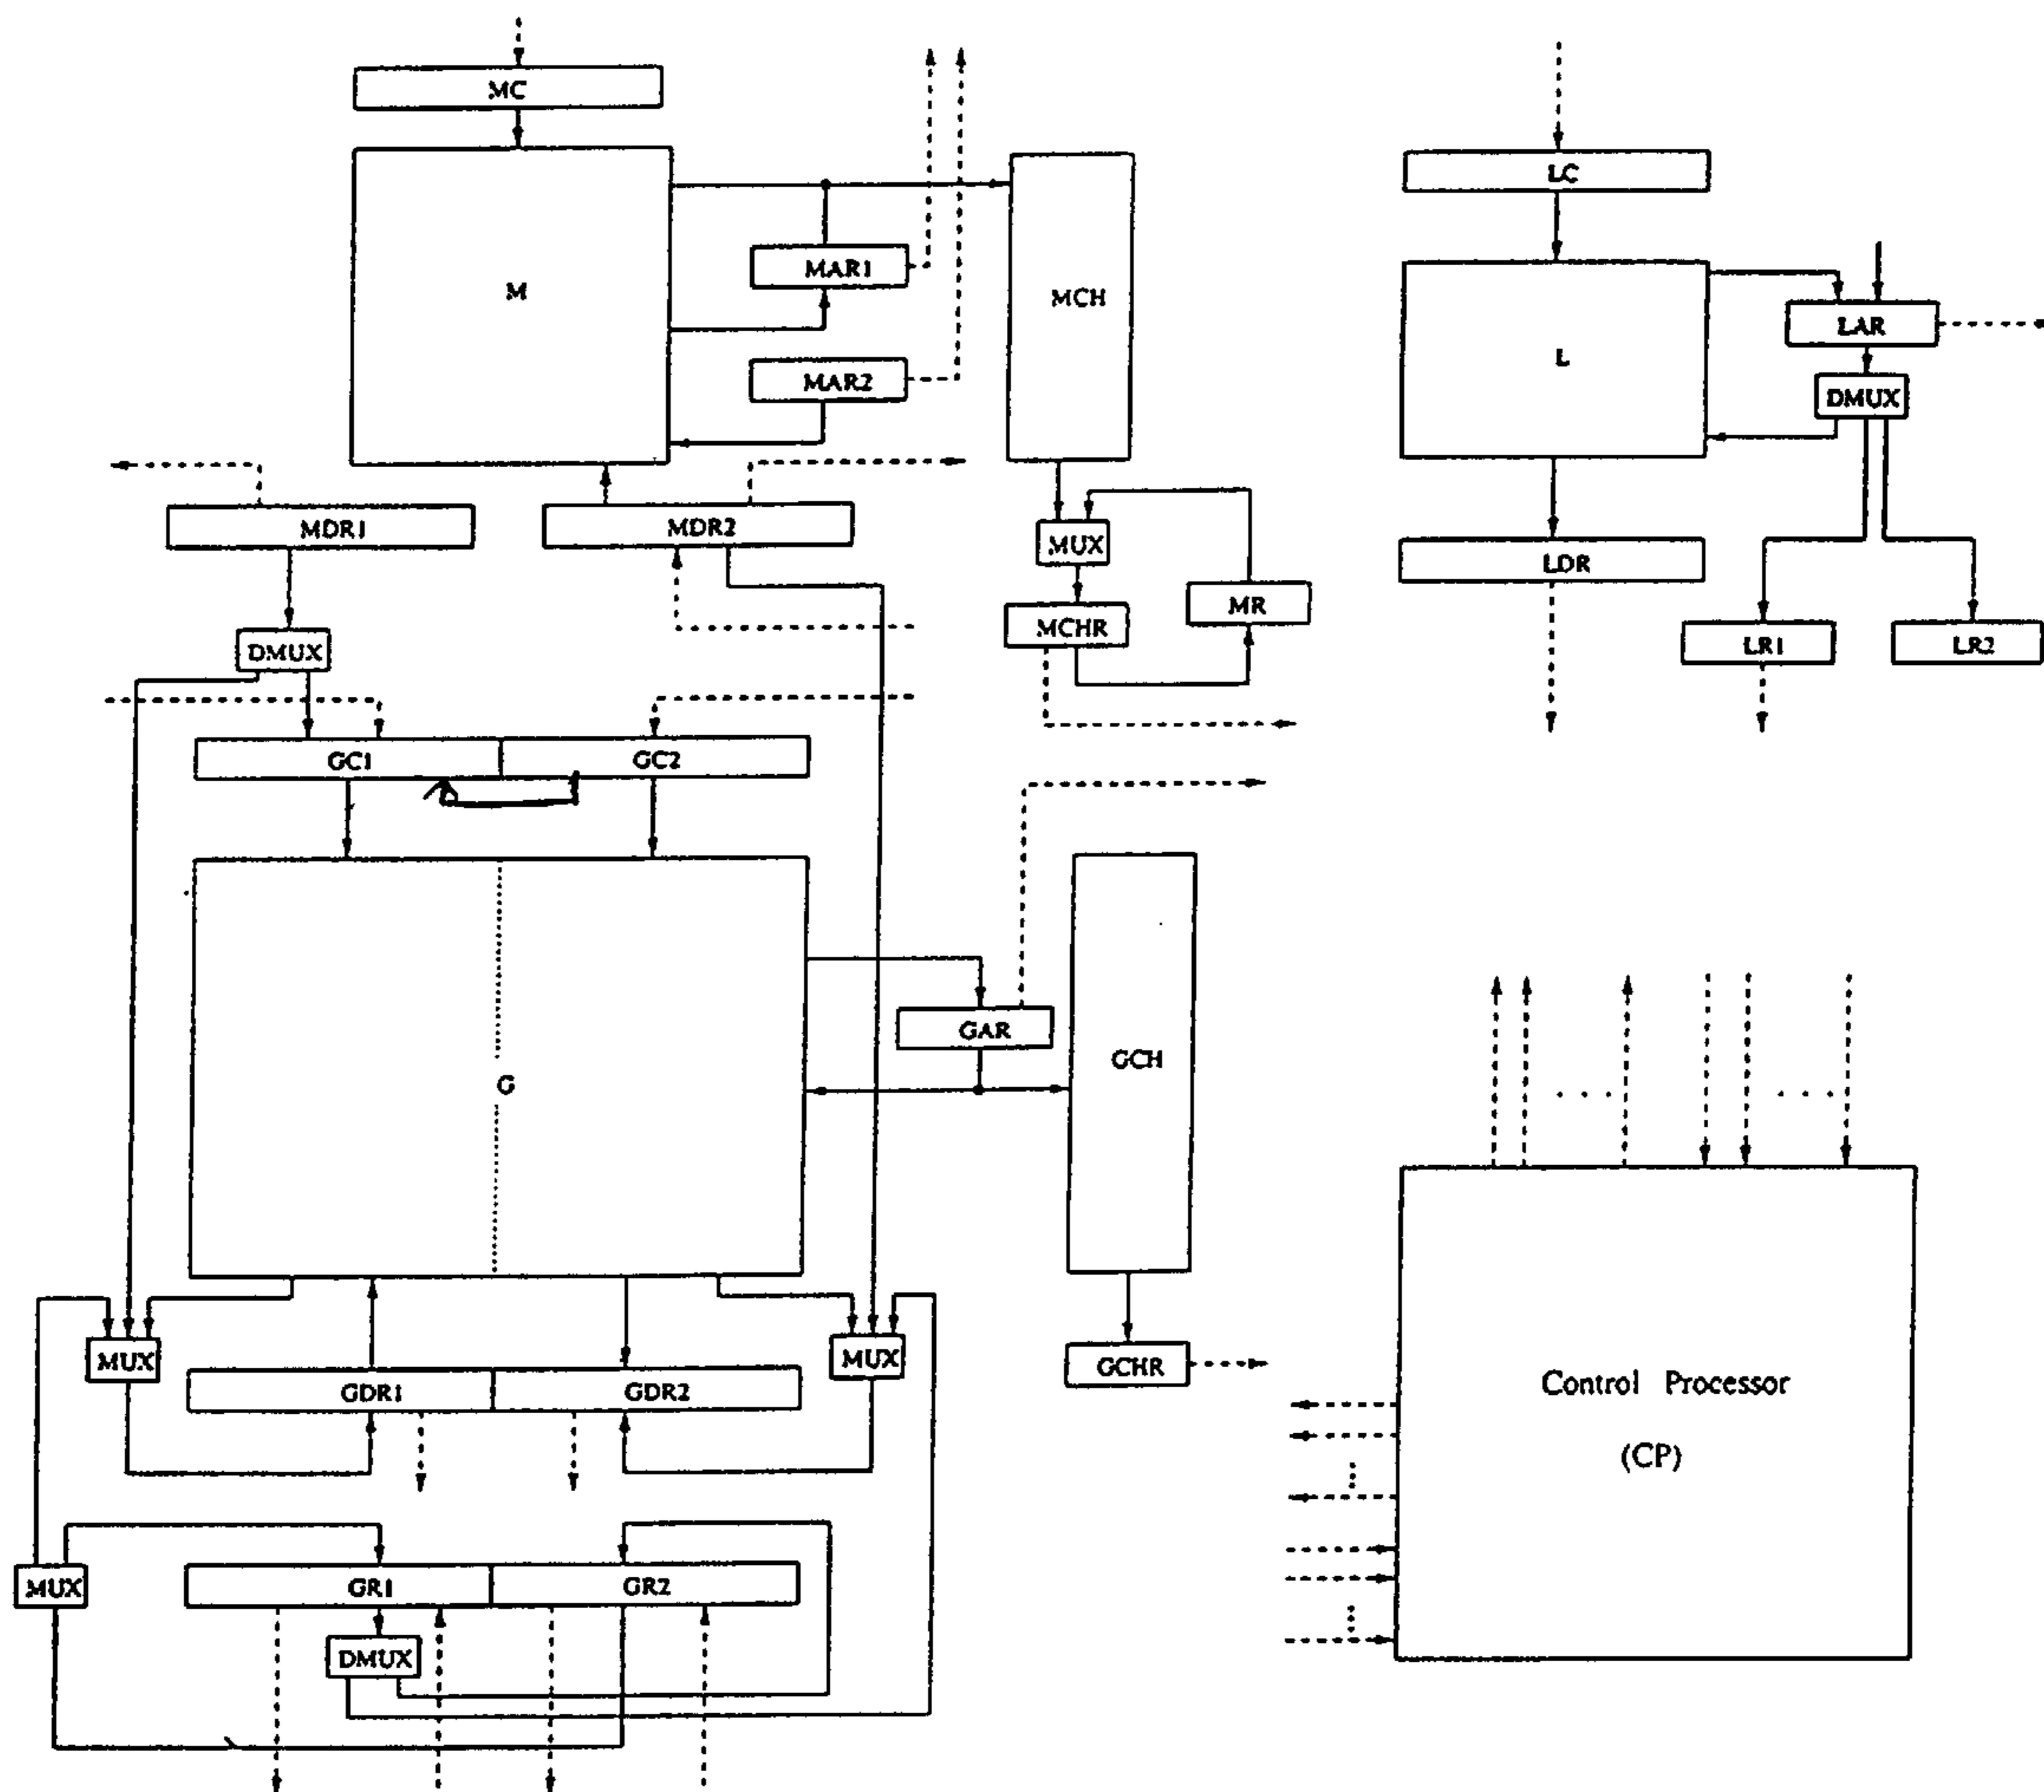 MC
M
MAR1
MAR2
MCH
MDR1
MDR2
MUX
MCHR
MR
DMUX
GC1
GC2
G
GAR
GCH
GCHR
MUX
MUX
GDR1
GDR2
MUX
GR1
GR2
DMUX
LC
L
LAR
DMUX
LDR
LR1
LR2
Control Processor
(CP)